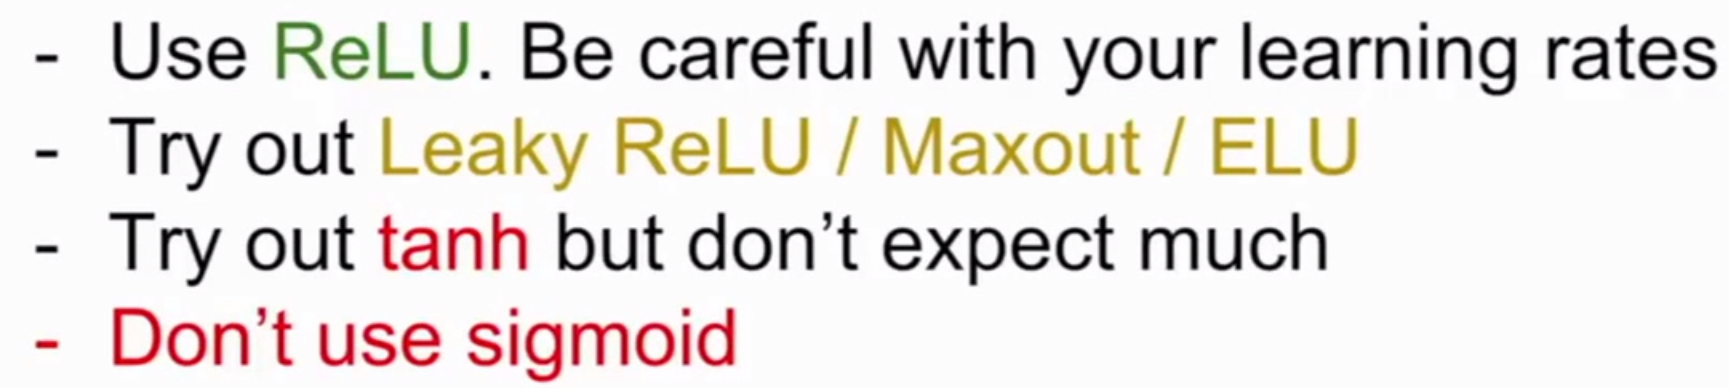 - Use ReLU. Be careful with your learning rates
- Try out Leaky ReLU / Maxout / ELU
- Try out tanh but don’t expect much
- Don’t use sigmoid